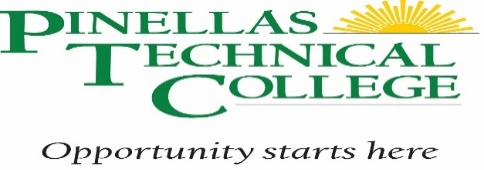 PINELLAS
TECHNICAL
COLLEGE
Opportunity starts here